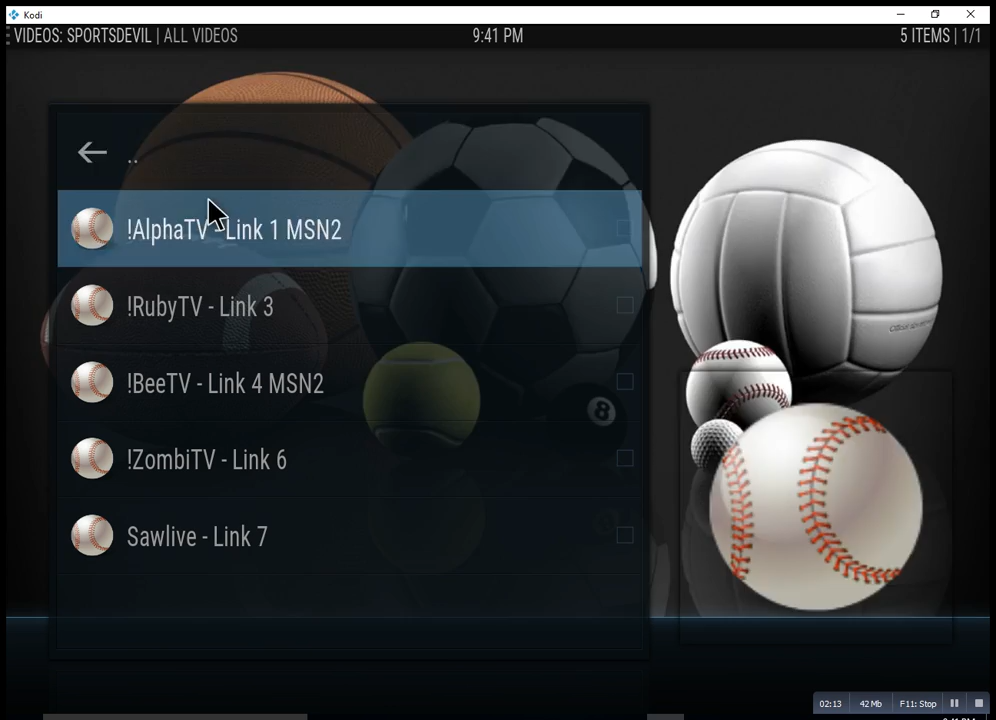 Kodi
VIDEOS: SPORTSDEVIL | ALL VIDEOS
9:41 PM
5 ITEMS | 1/1
..
!AlphaTV - Link 1 MSN2
!RubyTV - Link 3
!BeeTV - Link 4 MSN2
8
!ZombiTV - Link 6
Sawlive - Link 7
02:13
42 Mb
F11: Stop